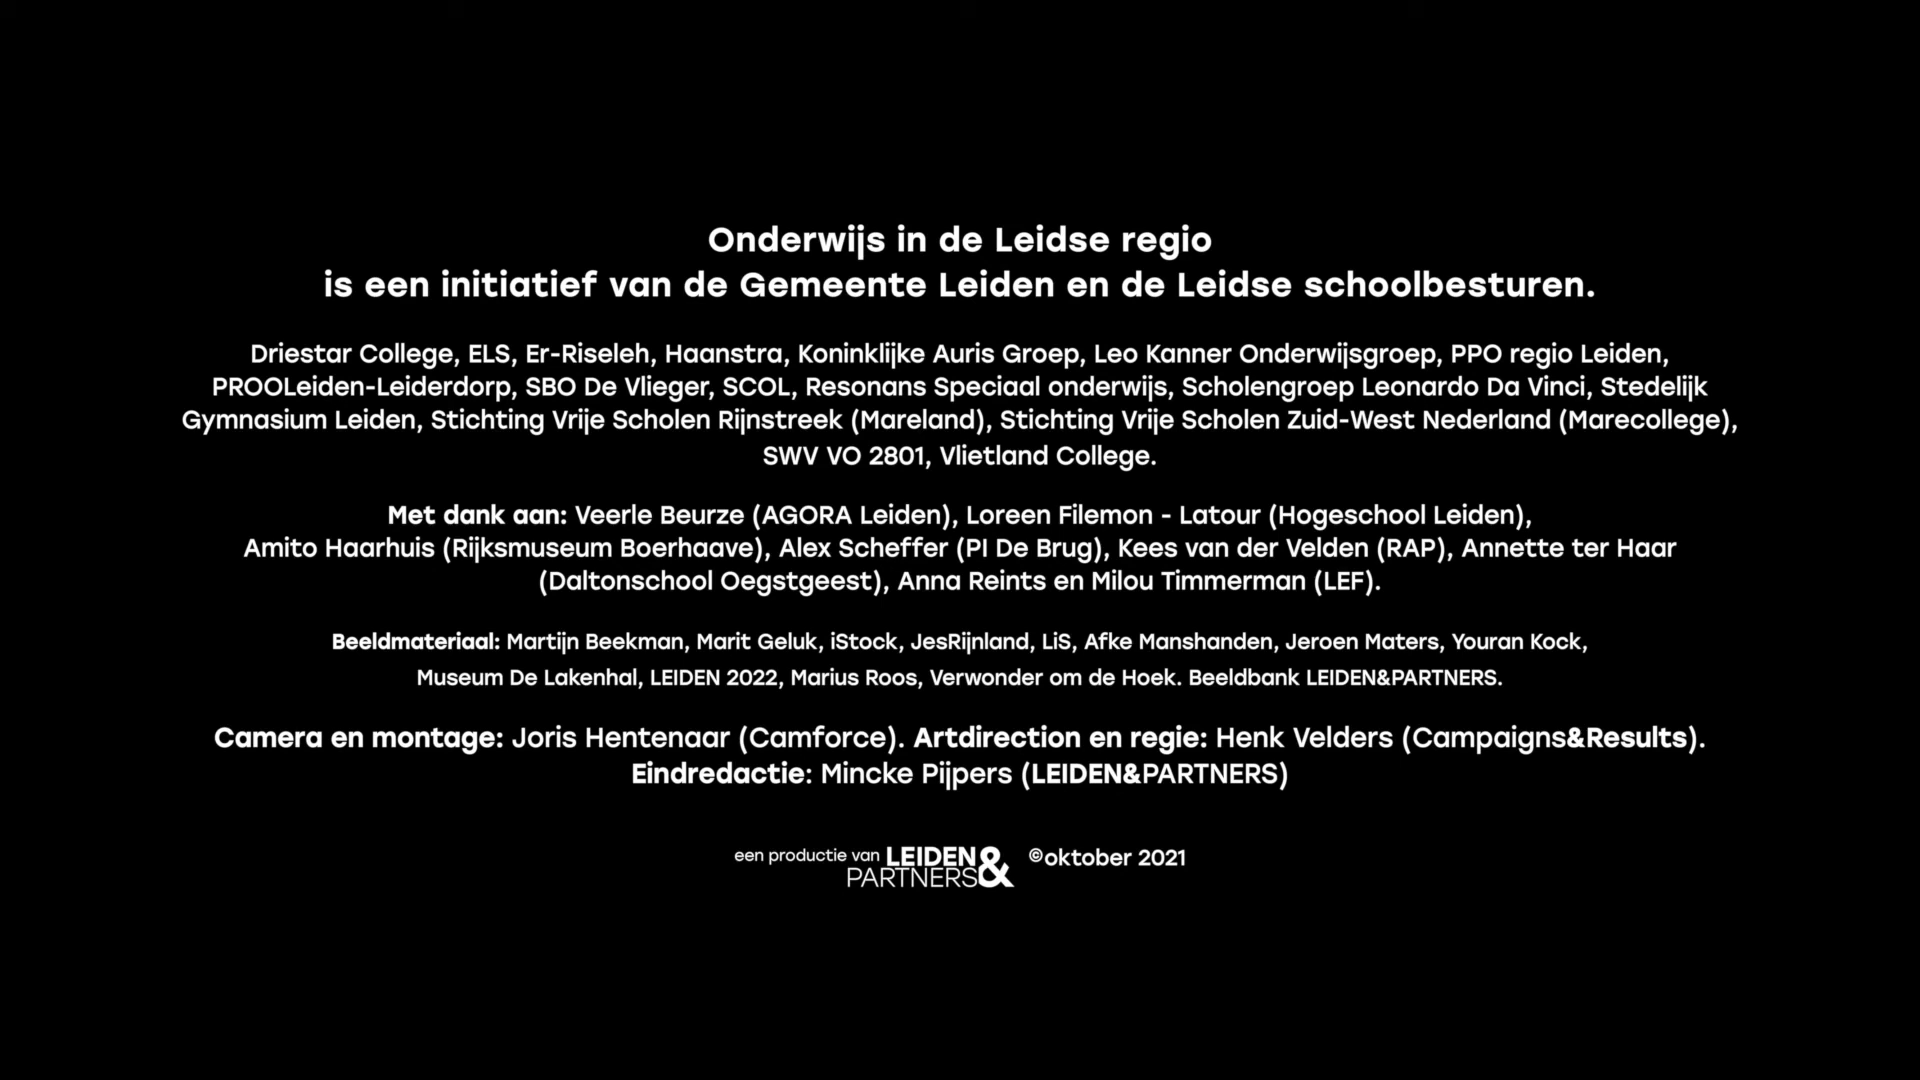 Onderwijs in de Leidse regio
is een initiatief van de Gemeente Leiden en de Leidse schoolbesturen.
Driestar College, ELS, Er-Riseleh, Haanstra, Koninklijke Auris Groep, Leo Kanner Onderwijsgroep, PPO regio Leiden,
PROOLeiden-Leiderdorp, SBO De Vlieger, SCOL, Resonans Speciaal onderwijs, Scholengroep Leonardo Da Vinci, Stedelijk
Gymnasium Leiden, Stichting Vrije Scholen Rijnstreek (Mareland), Stichting Vrije Scholen Zuid-West Nederland (Marecollege),
SWV VO 2801, Vlietland College.
Met dank aan: Veerle Beurze (AGORA Leiden), Loreen Filemon - Latour (Hogeschool Leiden),
Amito Haarhuis (Rijksmuseum Boerhaave), Alex Scheffer (PI De Brug), Kees van der Velden (RAP), Annette ter Haar
(Daltonschool Oegstgeest), Anna Reints en Milou Timmerman (LEF).
Beeldmateriaal: Martijn Beekman, Marit Geluk, iStock, JesRijnland, LiS, Afke Manshanden, Jeroen Maters, Youran Kock,
Museum De Lakenhal, LEIDEN 2022, Marius Roos, Verwonder om de Hoek. Beeldbank LEIDEN&PARTNERS.
Camera en montage: Joris Hentenaar (Camforce). Artdirection en regie: Henk Velders (Campaigns&Results).
Eindredactie: Mincke Pijpers (LEIDEN&PARTNERS)
een productie van LEIDEN& ©oktober 2021
PARTNERS